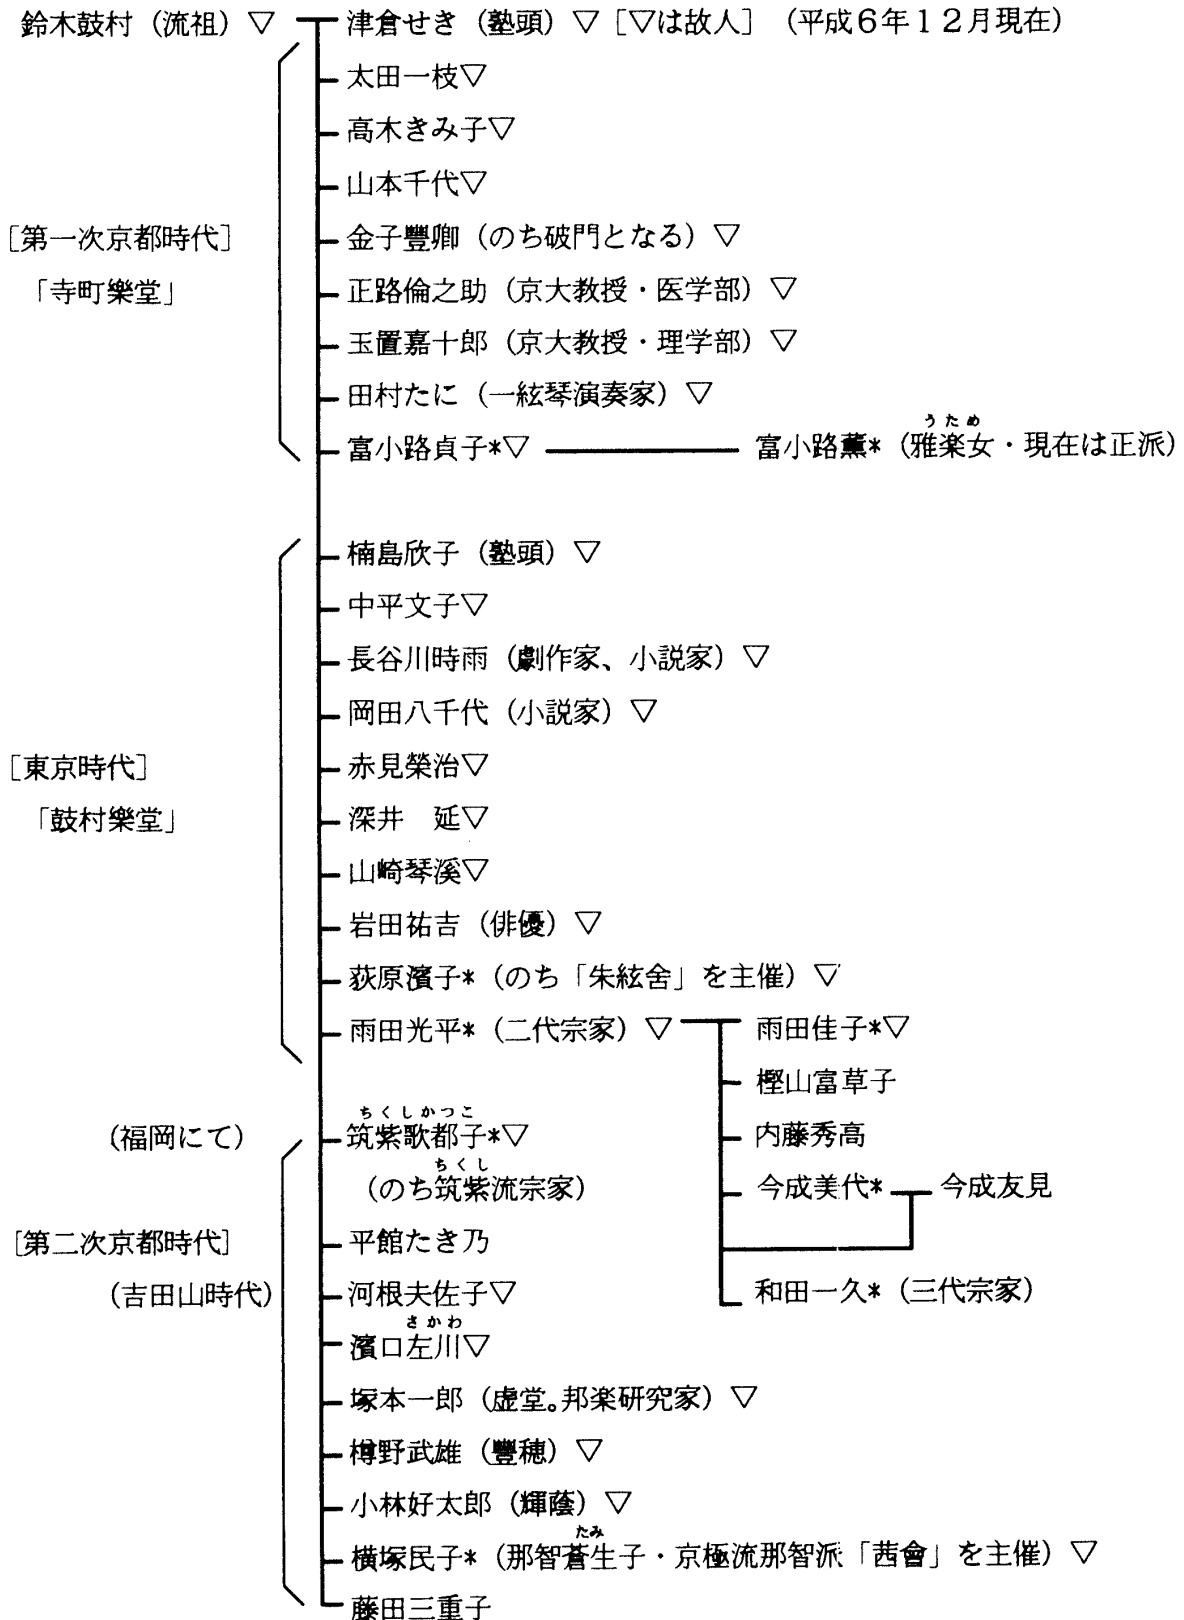 鈴木鼓村（流祖）▽ 津倉せき（塾頭）▽［▽は故人］（平成６年１２月現在）
太田一枝▽
高木きみ子▽
山本千代▽
［第一次京都時代］ 金子豐卿（のち破門となる）▽
「寺町樂堂」 正路倫之助（京大教授・医学部）▽
玉置嘉十郎（京大教授・理学部）▽
田村たに（一絃琴演奏家）▽
うため
富小路貞子*▽ 富小路薫*（雅楽女・現在は正派）
楠島欣子（塾頭）▽
中平文子▽
長谷川時雨（劇作家、小説家）▽
岡田八千代（小説家）▽
［東京時代］ 赤見榮治▽
「鼓村樂堂」 深井　延▽
山崎琴溪▽
岩田祐吉（俳優）▽
荻原濱子*（のち「朱絃舎」を主催）▽
雨田光平*（二代宗家）▽ 雨田佳子*▽
樫山富草子
ちくしかつこ
（福岡にて） 筑紫歌都子*▽ 内藤秀高
ちくし
（のち筑紫流宗家） 今成美代* 今成友見
［第二次京都時代］ 平館たき乃
（吉田山時代） 河根夫佐子▽ 和田一久*（三代宗家）
さかわ
濱口左川▽
塚本一郎（虚堂。邦楽研究家）▽
樽野武雄（豐穂）▽
小林好太郎（輝蔭）▽
たみ
横塚民子*（那智蒼生子・京極流那智派「茜會」を主催）▽
藤田三重子